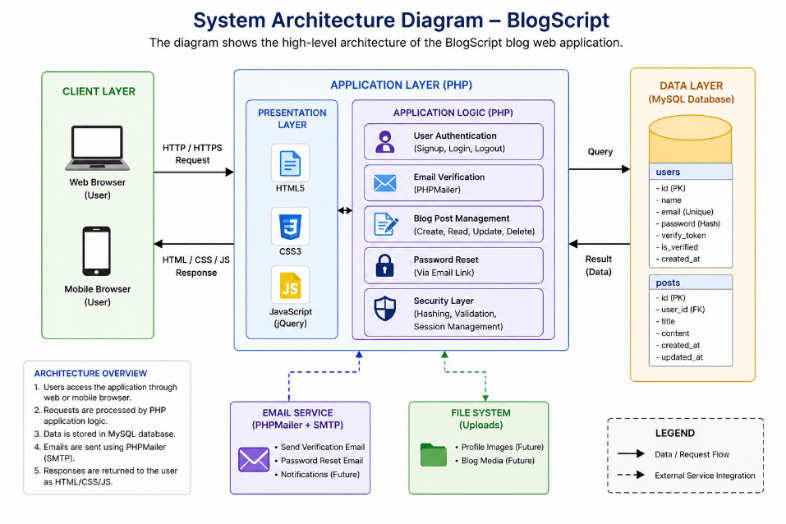 System Architecture Diagram – BlogScript
The diagram shows the high-level architecture of the BlogScript blog web application.
CLIENT LAYER
Web Browser
(User)
Mobile Browser
(User)
HTTP / HTTPS
Request
HTML / CSS / JS
Response
APPLICATION LAYER (PHP)
PRESENTATION
LAYER
HTML5
3
CSS3
JS
JavaScript
(jQuery)
APPLICATION LOGIC (PHP)
User Authentication
(Signup, Login, Logout)
Email Verification
(PHPMailer)
Blog Post Management
(Create, Read, Update, Delete)
Password Reset
(Via Email Link)
Security Layer
(Hashing, Validation,
Session Management)
Query
Result
(Data)
DATA LAYER
(MySQL Database)
users
- id (PK)
- name
- email (Unique)
- password (Hash)
- verify_token
- is_verified
- created_at
posts
- id (PK)
- user_id (FK)
- title
- content
- created_at
- updated_at
ARCHITECTURE OVERVIEW
1. Users access the application through
web or mobile browser.
2. Requests are processed by PHP
application logic.
3. Data is stored in MySQL database.
4. Emails are sent using PHPMailer
(SMTP).
5. Responses are returned to the user
as HTML/CSS/JS.
EMAIL SERVICE
(PHPMailer + SMTP)
• Send Verification Email
• Password Reset Email
• Notifications (Future)
FILE SYSTEM
(Uploads)
• Profile Images (Future)
• Blog Media (Future)
LEGEND
Data / Request Flow
External Service Integration